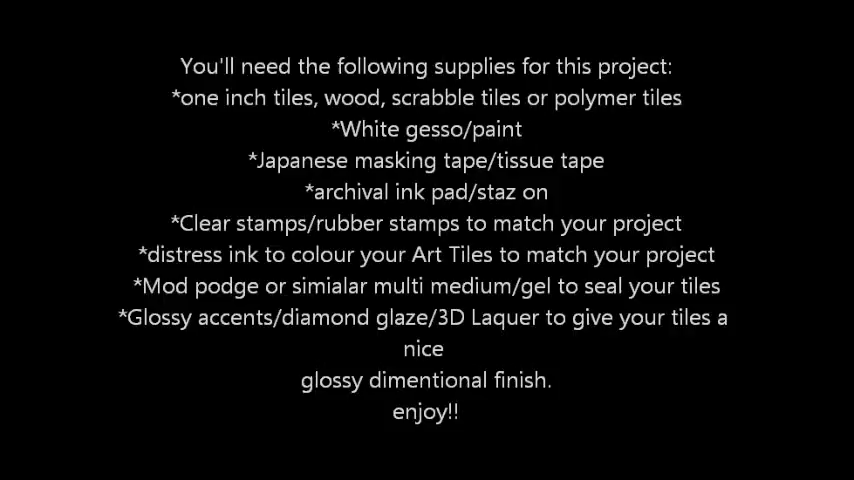 You'll need the following supplies for this project:
*one inch tiles, wood, scrabble tiles or polymer tiles
*White gesso/paint
*Japanese masking tape/tissue tape
*archival ink pad/staz on
*Clear stamps/rubber stamps to match your project
*distress ink to colour your Art Tiles to match your project
*Mod podge or simialar multi medium/gel to seal your tiles
*Glossy accents/diamond glaze/3D Laquer to give your tiles a
nice
glossy dimentional finish.
enjoy!!